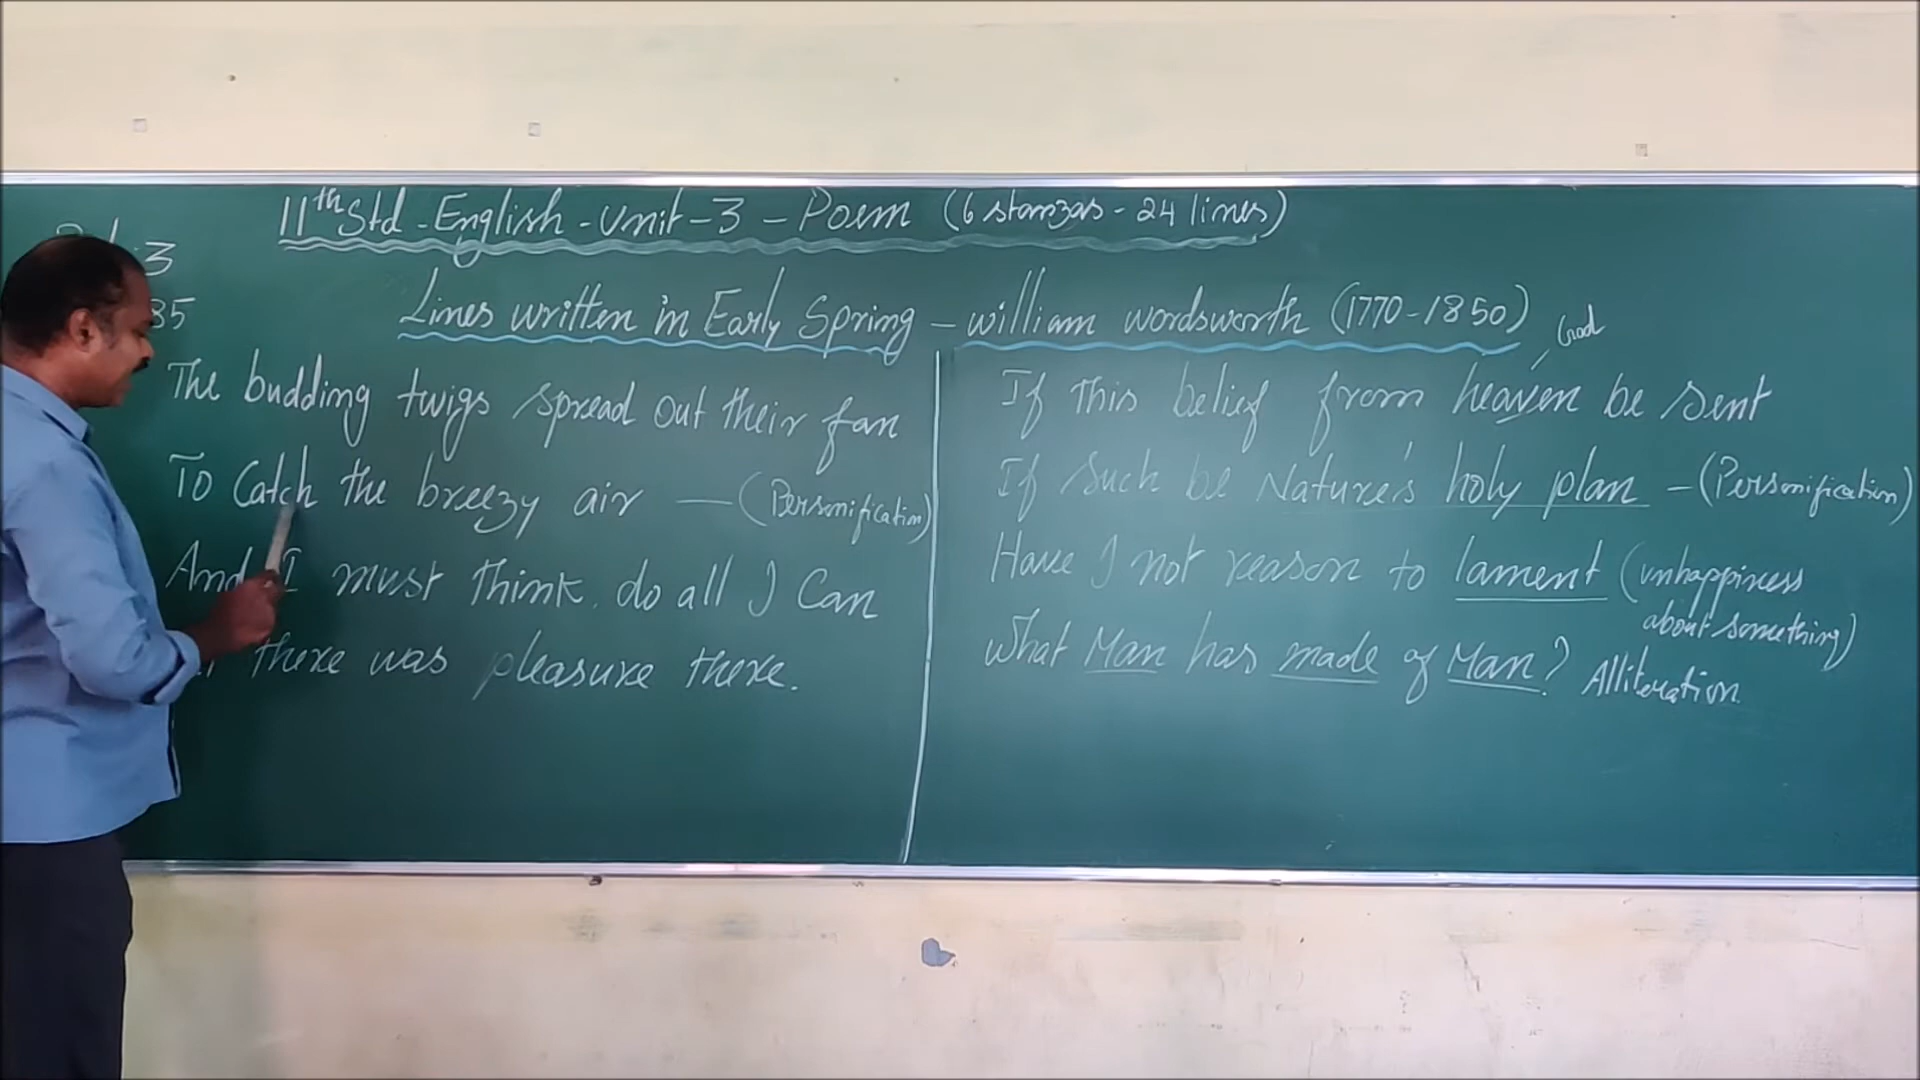 11th Std - English - Unit - 3 - Poem (6 stanzas - 24 lines)
3
85
Lines written in Early Spring - william wordsworth (1770-1850)
The budding twigs spread out their fan
To Catch the breezy air — (Personification)
And I must think, do all I Can
there was pleasure there.
God
If this belief from heaven be sent
If such be Nature's holy plan - (Personification)
Have I not reason to lament (unhappiness
about something)
What Man has made of Man? Alliteration